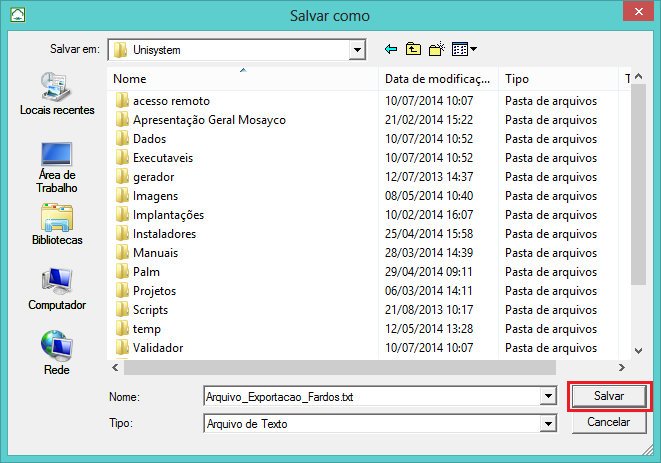 Salvar como
Salvar em: Unisystem
Nome Data de modificaç... Tipo T
acesso remoto 10/07/2014 10:07 Pasta de arquivos
Apresentação Geral Mosayco 21/02/2014 15:22 Pasta de arquivos
Dados 10/07/2014 10:52 Pasta de arquivos
Executaveis 10/07/2014 10:52 Pasta de arquivos
gerador 12/07/2013 14:37 Pasta de arquivos
Imagens 08/05/2014 10:40 Pasta de arquivos
Implantações 10/02/2014 16:07 Pasta de arquivos
Instaladores 25/04/2014 15:58 Pasta de arquivos
Manuais 28/03/2014 14:39 Pasta de arquivos
Palm 29/04/2014 09:11 Pasta de arquivos
Projetos 06/03/2014 14:11 Pasta de arquivos
Scripts 21/08/2013 10:17 Pasta de arquivos
temp 12/05/2014 13:28 Pasta de arquivos
Validador 10/07/2014 10:07 Pasta de arquivos
Locais recentes
Área de
Trabalho
Bibliotecas
Computador
Rede
Nome: Arquivo_Exportacao_Fardos.txt Salvar
Tipo: Arquivo de Texto Cancelar